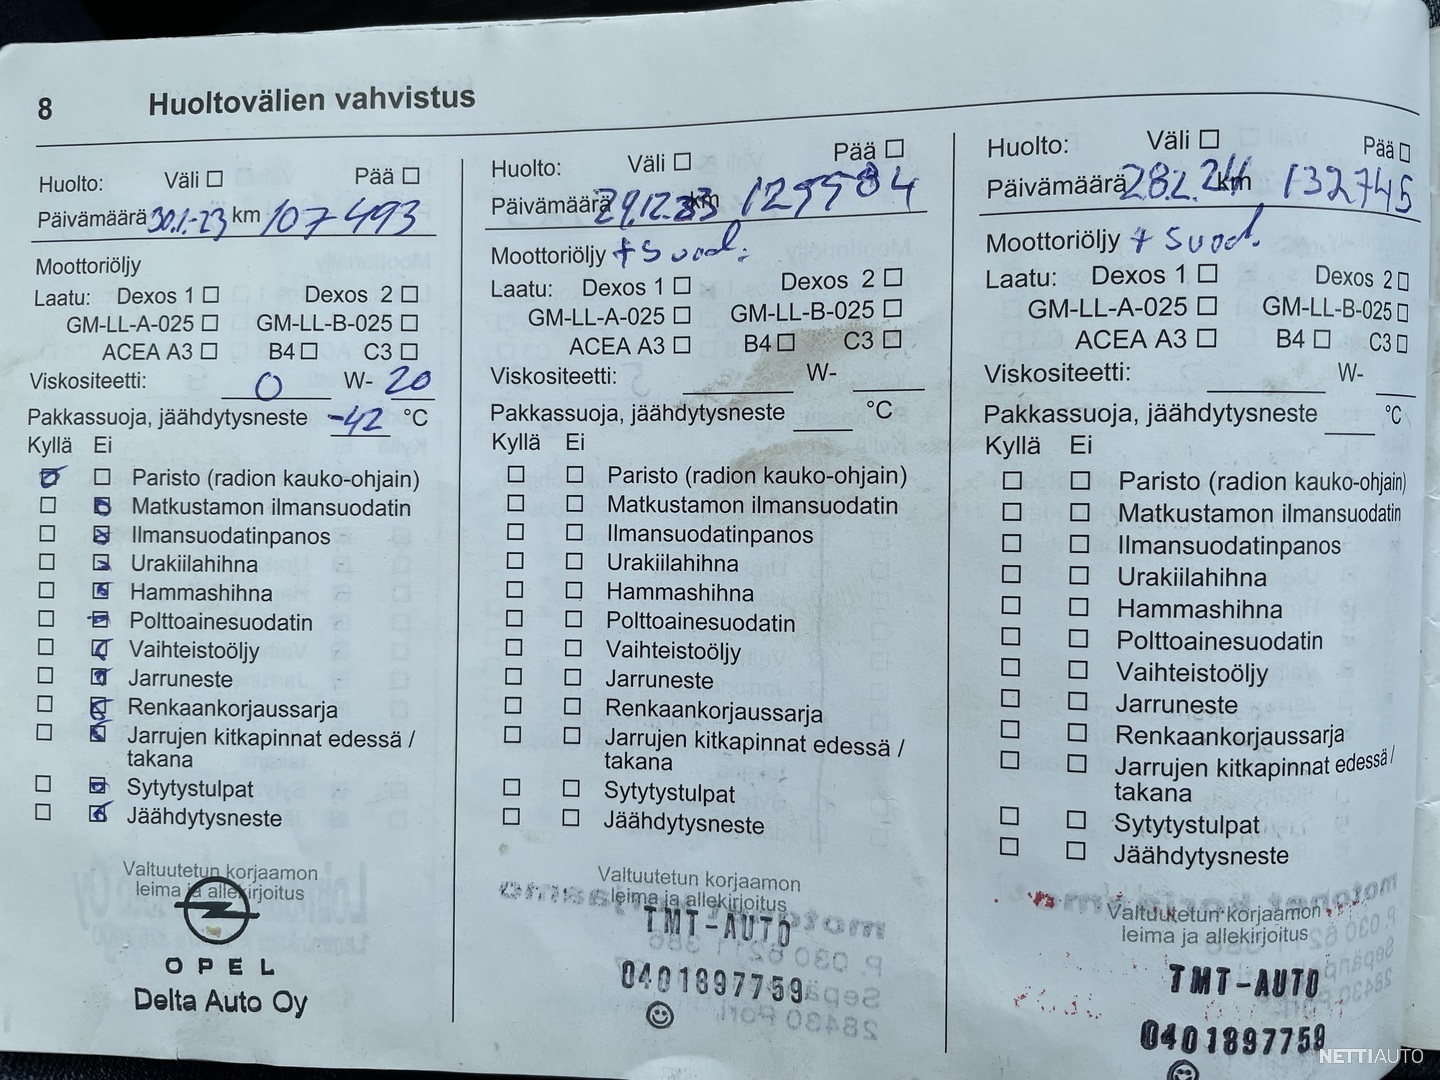 8 Huoltovälien vahvistus
Huolto: Väli Pää
Päivämäärä 30.1.-23 km 107 493
Moottoriöljy
Laatu: Dexos 1 Dexos 2
GM-LL-A-025 GM-LL-B-025
ACEA A3 B4 C3
Viskositeetti: 0 W- 20
Pakkassuoja, jäähdytysneste -42 °C
Kyllä Ei
Paristo (radion kauko-ohjain)
Matkustamon ilmansuodatin
Ilmansuodatinpanos
Urakiilahihna
Hammashihna
Polttoainesuodatin
Vaihteistoöljy
Jarruneste
Renkaankorjaussarja
Jarrujen kitkapinnat edessä /
takana
Sytytystulpat
Jäähdytysneste
Valtuutetun korjaamon
leima ja allekirjoitus
OPEL
Delta Auto Oy
Huolto: Väli Pää
Päivämäärä km
Moottoriöljy + suod.
Laatu: Dexos 1 Dexos 2
GM-LL-A-025 GM-LL-B-025
ACEA A3 B4 C3
Viskositeetti: W-
Pakkassuoja, jäähdytysneste °C
Kyllä Ei
Paristo (radion kauko-ohjain)
Matkustamon ilmansuodatin
Ilmansuodatinpanos
Urakiilahihna
Hammashihna
Polttoainesuodatin
Vaihteistoöljy
Jarruneste
Renkaankorjaussarja
Jarrujen kitkapinnat edessä /
takana
Sytytystulpat
Jäähdytysneste
Valtuutetun korjaamon
leima ja allekirjoitus
TMT-AUTO
0401897759
Huolto: Väli Pää
Päivämäärä 28.2.24 km 132745
Moottoriöljy + suod.
Laatu: Dexos 1 Dexos 2
GM-LL-A-025 GM-LL-B-025
ACEA A3 B4 C3
Viskositeetti: W-
Pakkassuoja, jäähdytysneste °C
Kyllä Ei
Paristo (radion kauko-ohjain)
Matkustamon ilmansuodatin
Ilmansuodatinpanos
Urakiilahihna
Hammashihna
Polttoainesuodatin
Vaihteistoöljy
Jarruneste
Renkaankorjaussarja
Jarrujen kitkapinnat edessä /
takana
Sytytystulpat
Jäähdytysneste
Valtuutetun korjaamon
leima ja allekirjoitus
TMT-AUTO
0401897759
NETTIAUTO